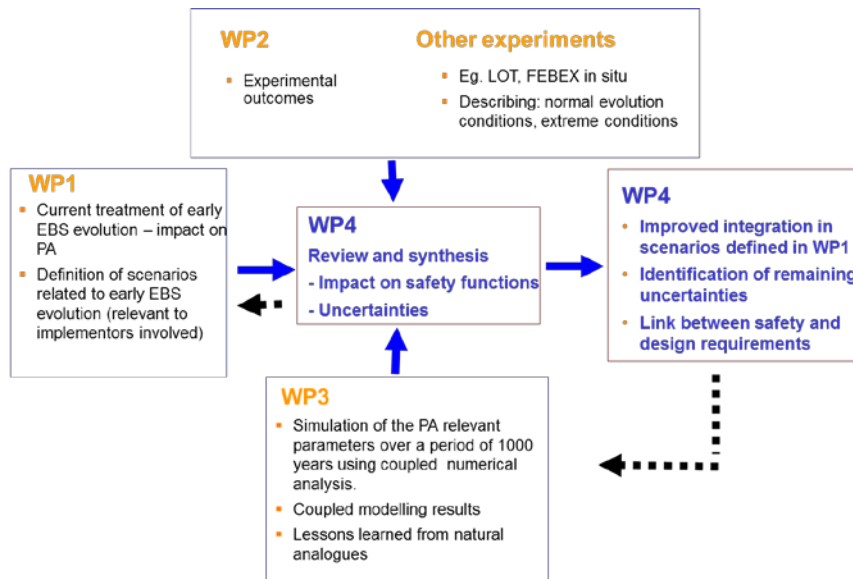 WP2
Experimental
outcomes
Other experiments
Eg. LOT, FEBEX in situ
Describing: normal evolution
conditions, extreme conditions
WP1
Current treatment of early
EBS evolution – impact on
PA
Definition of scenarios
related to early EBS
evolution (relevant to
implementors involved)
WP4
Review and synthesis
- Impact on safety functions
- Uncertainties
WP4
Improved integration in
scenarios defined in WP1
Identification of remaining
uncertainties
Link between safety and
design requirements
WP3
Simulation of the PA relevant
parameters over a period of 1000
years using coupled numerical
analysis.
Coupled modelling results
Lessons learned from natural
analogues